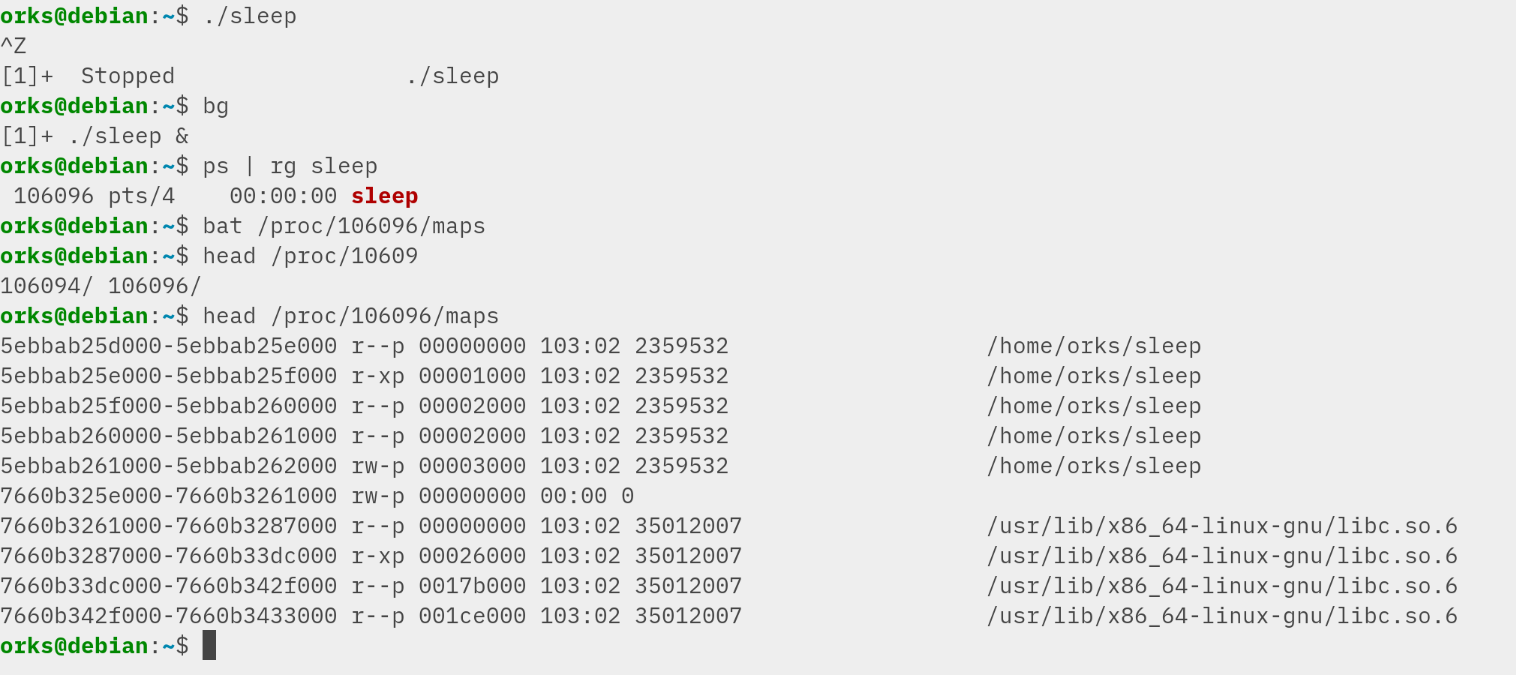 orks@debian:~$ ./sleep
^Z
[1]+  Stopped                 ./sleep
orks@debian:~$ bg
[1]+ ./sleep &
orks@debian:~$ ps | rg sleep
 106096 pts/4    00:00:00 sleep
orks@debian:~$ bat /proc/106096/maps
orks@debian:~$ head /proc/10609
106094/ 106096/
orks@debian:~$ head /proc/106096/maps
5ebbab25d000-5ebbab25e000 r--p 00000000 103:02 2359532                   /home/orks/sleep
5ebbab25e000-5ebbab25f000 r-xp 00001000 103:02 2359532                   /home/orks/sleep
5ebbab25f000-5ebbab260000 r--p 00002000 103:02 2359532                   /home/orks/sleep
5ebbab260000-5ebbab261000 r--p 00002000 103:02 2359532                   /home/orks/sleep
5ebbab261000-5ebbab262000 rw-p 00003000 103:02 2359532                   /home/orks/sleep
7660b325e000-7660b3261000 rw-p 00000000 00:00 0
7660b3261000-7660b3287000 r--p 00000000 103:02 35012007                  /usr/lib/x86_64-linux-gnu/libc.so.6
7660b3287000-7660b33dc000 r-xp 00026000 103:02 35012007                  /usr/lib/x86_64-linux-gnu/libc.so.6
7660b33dc000-7660b342f000 r--p 0017b000 103:02 35012007                  /usr/lib/x86_64-linux-gnu/libc.so.6
7660b342f000-7660b3433000 r--p 001ce000 103:02 35012007                  /usr/lib/x86_64-linux-gnu/libc.so.6
orks@debian:~$